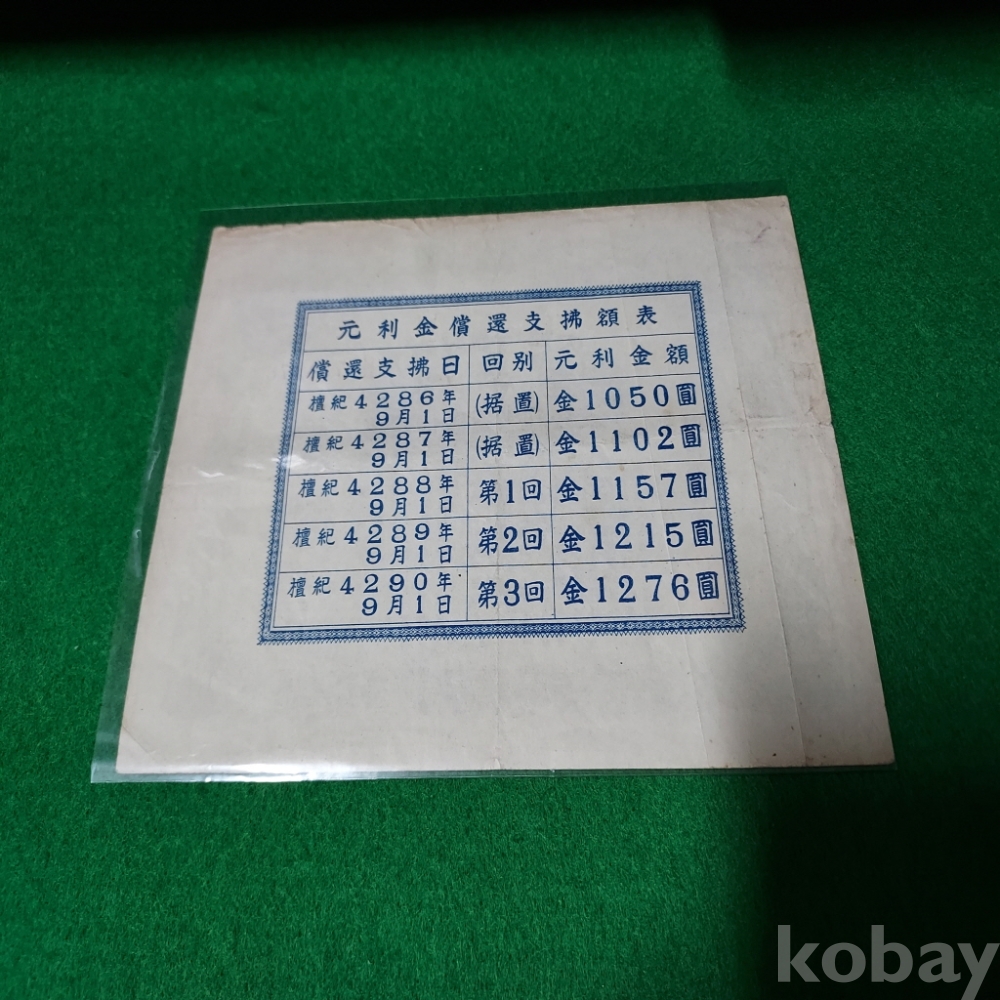 元利金償還支拂額表
償還支拂日 回別 元利金額
檀紀4286年 (据置) 金1050圓
9月1日
檀紀4287年 (据置) 金1102圓
9月1日
檀紀4288年 第1回 金1157圓
9月1日
檀紀4289年 第2回 金1215圓
9月1日
檀紀4290年 第3回 金1276圓
9月1日
kobay